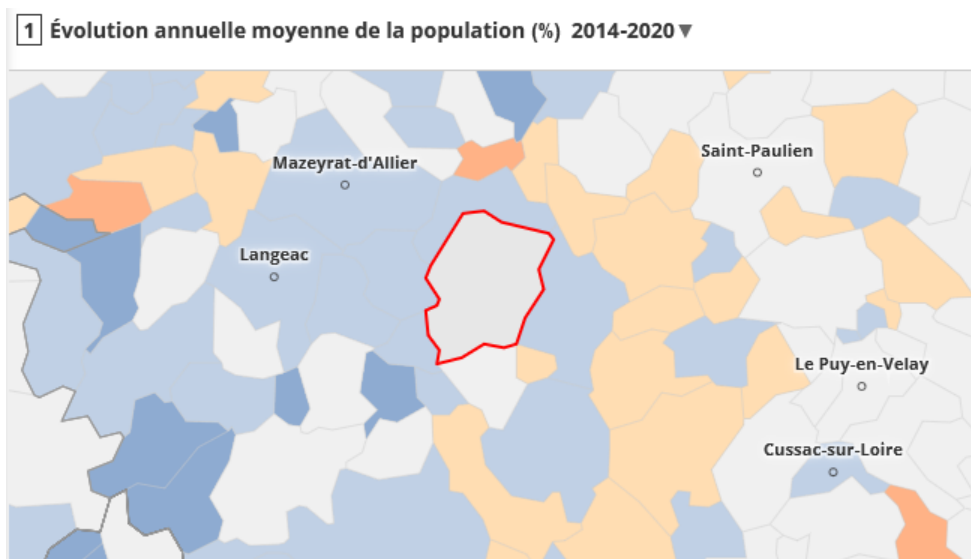 1 Évolution annuelle moyenne de la population (%) 2014-2020 ▼
Saint-Paulien
Mazeyrat-d'Allier
Langeac
Le Puy-en-Velay
Cussac-sur-Loire